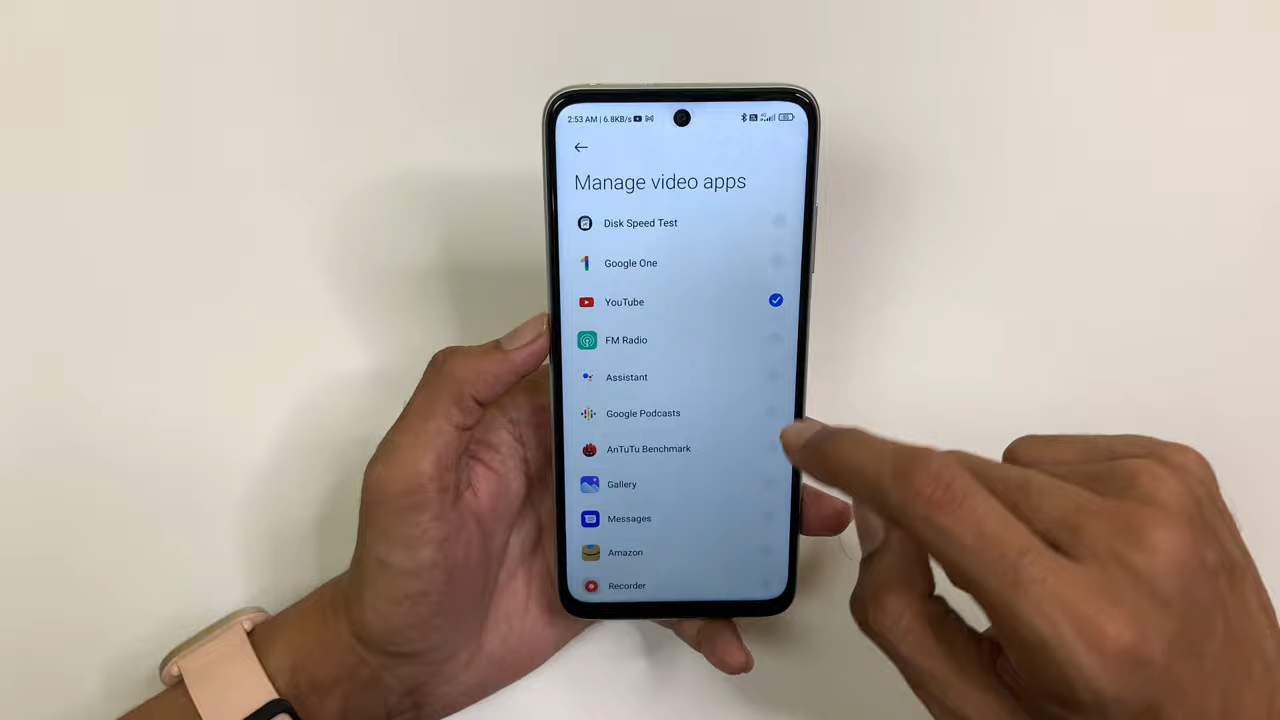 2:53 AM | 6.8KB/s
Manage video apps
Disk Speed Test
Google One
YouTube
FM Radio
Assistant
Google Podcasts
AnTuTu Benchmark
Gallery
Messages
Amazon
Recorder